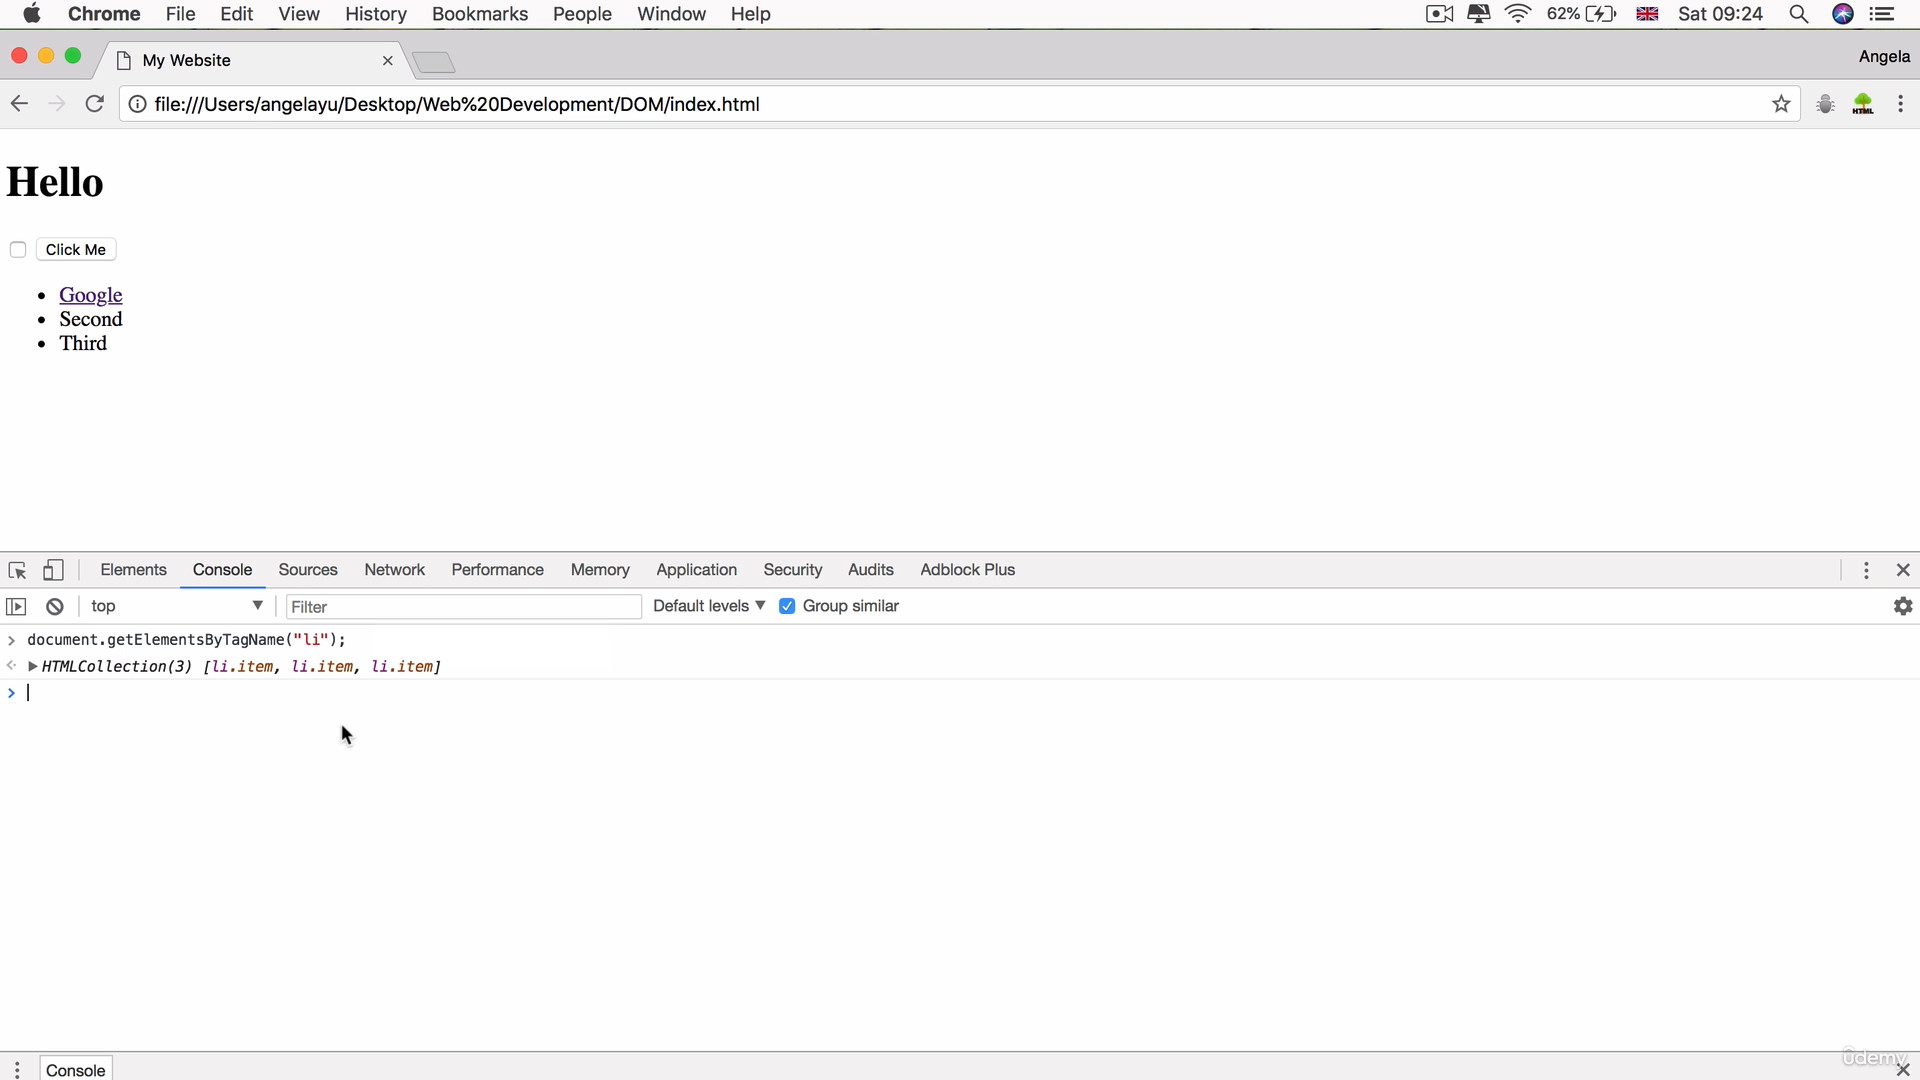 Chrome File Edit View History Bookmarks People Window Help 62% Sat 09:24
My Website Angela
file:///Users/angelayu/Desktop/Web%20Development/DOM/index.html HTML
Hello
Click Me
Google
Second
Third
Elements Console Sources Network Performance Memory Application Security Audits Adblock Plus
top Filter Default levels Group similar
document.getElementsByTagName("li");
HTMLCollection(3) [li.item, li.item, li.item]
Console
ûdemy